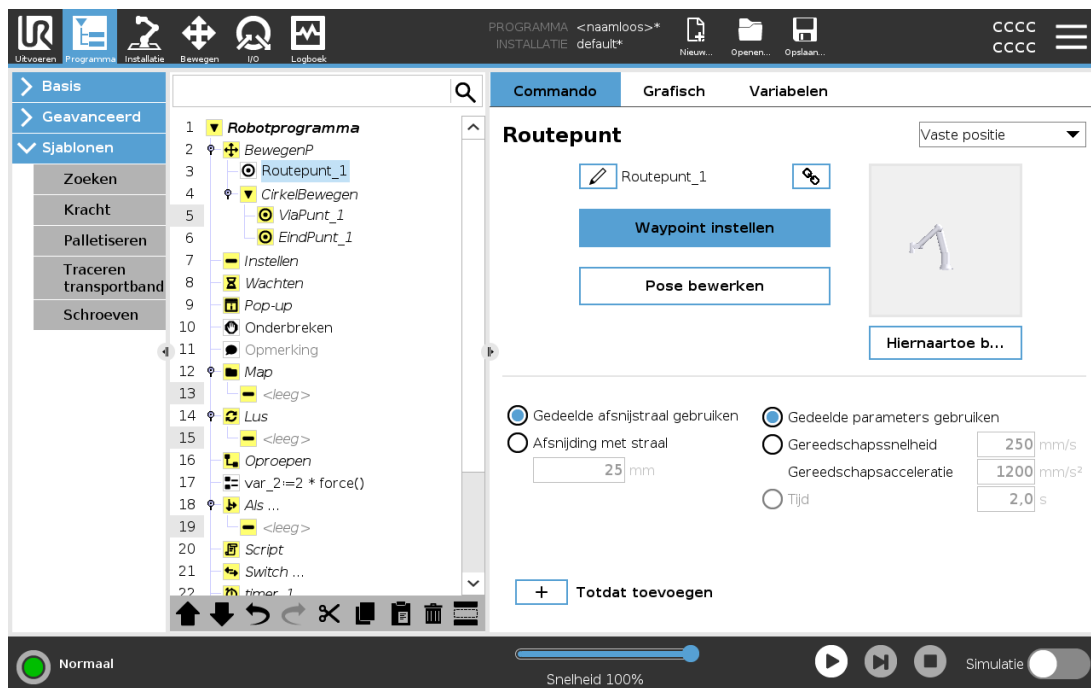 UR
Uitvoeren Programma Installatie Bewegen I/O Logboek
PROGRAMMA <naamloos>*
INSTALLATIE default*
Nieuw... Openen... Opslaan...
CCCC
CCCC
Basis
Geavanceerd
Sjablonen
Zoeken
Kracht
Palletiseren
Traceren
transportband
Schroeven
1 Robotprogramma
2 BewegenP
3 Routepunt_1
4 CirkelBewegen
5 ViaPunt_1
6 EindPunt_1
7 Instellen
8 Wachten
9 Pop-up
10 Onderbreken
11 Opmerking
12 Map
13 <leeg>
14 Lus
15 <leeg>
16 Oproepen
17 var_2:=2 * force()
18 Als ...
19 <leeg>
20 Script
21 Switch ...
22 timer_1
Commando Grafisch Variabelen
Routepunt
Vaste positie
Routepunt_1
Waypoint instellen
Pose bewerken
Hiernaartoe b...
Gedeelde afsnijstraal gebruiken
Afsnijding met straal
25 mm
Gedeelde parameters gebruiken
Gereedschapssnelheid 250 mm/s
Gereedschapsacceleratie 1200 mm/s²
Tijd 2,0 s
+ Totdat toevoegen
Normaal
Snelheid 100%
Simulatie